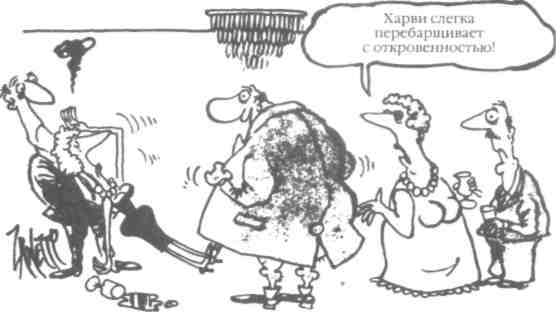 Харви слегка
перебарщивает
с откровенностью!